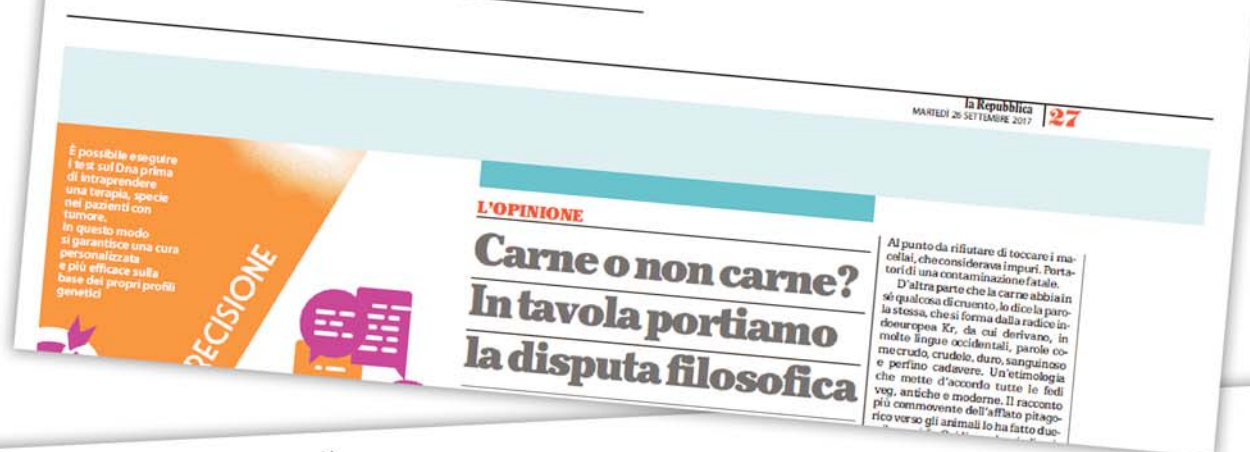 la Repubblica
MARTEDÌ 26 SETTEMBRE 2017
27
È possibile eseguire
i test sul Dna prima
di intraprendere
una terapia, specie
nei pazienti con
tumore.
In questo modo
si garantisce una cura
personalizzata
e più efficace sulla
base dei propri profili
genetici
RECISIONE
L'OPINIONE
Carne o non carne?
In tavola portiamo
la disputa filosofica
Al punto da rifiutare di toccare i ma-
cellai, che considerava impuri. Porta-
tori di una contaminazione fatale.
D'altra parte che la carne abbia in
sé qualcosa di cruento, lo dice la paro-
la stessa, che si forma dalla radice in-
doeuropea Kr, da cui derivano, in
molte lingue occidentali, parole co-
me crudo, crudele, duro, sanguinoso
e perfino cadavere. Un'etimologia
che mette d'accordo tutte le fedi
veg, antiche e moderne. Il racconto
più commovente dell'afflato pitago-
rico verso gli animali lo ha fatto due-